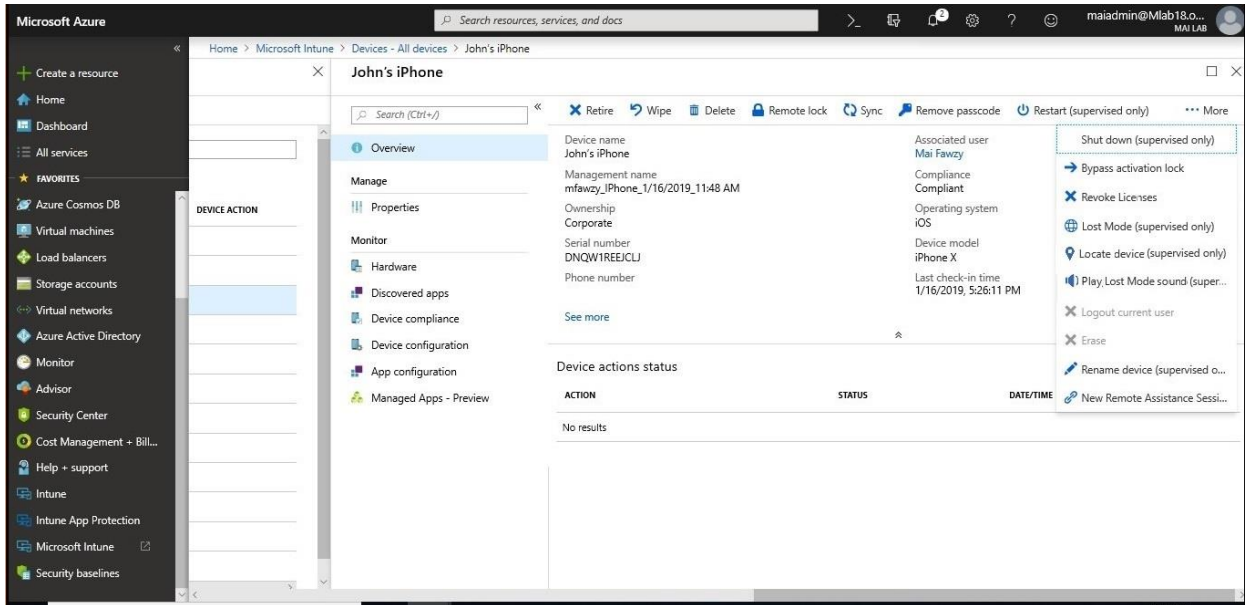 Microsoft Azure
Search resources, services, and docs
2
maiadmin@Mlab18.o...
MAI LAB
Home > Microsoft Intune > Devices - All devices > John's iPhone
Create a resource
Home
Dashboard
All services
FAVORITES
Azure Cosmos DB
Virtual machines
Load balancers
Storage accounts
Virtual networks
Azure Active Directory
Monitor
Advisor
Security Center
Cost Management + Bill...
Help + support
Intune
Intune App Protection
Microsoft Intune
Security baselines
DEVICE ACTION
John's iPhone
Search (Ctrl+/)
Overview
Manage
Properties
Monitor
Hardware
Discovered apps
Device compliance
Device configuration
App configuration
Managed Apps - Preview
Retire Wipe Delete Remote lock Sync Remove passcode Restart (supervised only) More
Device name
John's iPhone
Management name
mfawzy_IPhone_1/16/2019_11:48 AM
Ownership
Corporate
Serial number
DNQW1REEJCLJ
Phone number
See more
Associated user
Mai Fawzy
Compliance
Compliant
Operating system
iOS
Device model
iPhone X
Last check-in time
1/16/2019, 5:26:11 PM
Shut down (supervised only)
Bypass activation lock
Revoke Licenses
Lost Mode (supervised only)
Locate device (supervised only)
Play Lost Mode sound (super...
Logout current user
Erase
Rename device (supervised o...
New Remote Assistance Sessi...
Device actions status
ACTION STATUS DATE/TIME
No results